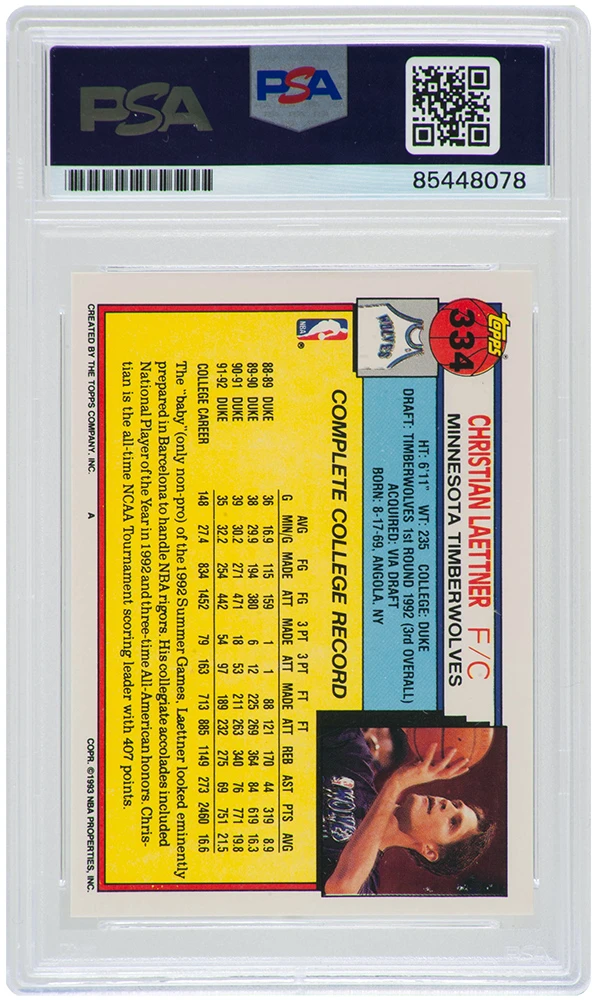 PSA
PSA
85448078
topps®
334
WOLVES
CHRISTIAN LAETTNER F/C
MINNESOTA TIMBERWOLVES
HT: 6'11" WT: 235 COLLEGE: DUKE
DRAFT: TIMBERWOLVES 1st ROUND 1992 (3rd OVERALL)
ACQUIRED: VIA DRAFT
BORN: 8-17-69, ANGOLA, NY
WOLVES
NBA ®
COMPLETE COLLEGE RECORD
AVG FG FG 3 PT 3 PT FT FT
G MIN/G MADE ATT MADE ATT MADE ATT REB AST PTS AVG
88-89 DUKE 36 16.9 115 159 1 1 88 121 170 44 319 8.9
89-90 DUKE 38 29.9 194 380 6 12 225 269 364 84 619 16.3
90-91 DUKE 39 30.2 271 471 18 53 211 263 340 76 771 19.8
91-92 DUKE 35 32.2 254 442 54 97 189 232 275 69 751 21.5
COLLEGE CAREER 148 27.4 834 1452 79 163 713 885 1149 273 2460 16.6
The "baby" (only non-pro) of the 1992 Summer Games, Laettner looked eminently
prepared in Barcelona to handle NBA rigors. His collegiate accolades included
National Player of the Year in 1992 and three-time All-American honors. Chris-
tian is the all-time NCAA Tournament scoring leader with 407 points.
CREATED BY THE TOPPS COMPANY, INC. A COPR. ©1993 NBA PROPERTIES, INC.